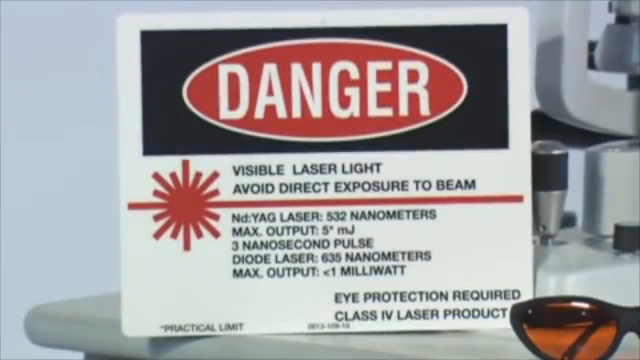 DANGER
VISIBLE LASER LIGHT
AVOID DIRECT EXPOSURE TO BEAM
Nd:YAG LASER: 532 NANOMETERS
MAX. OUTPUT: 5* mJ
3 NANOSECOND PULSE
DIODE LASER: 635 NANOMETERS
MAX. OUTPUT: <1 MILLIWATT
EYE PROTECTION REQUIRED
CLASS IV LASER PRODUCT
*PRACTICAL LIMIT